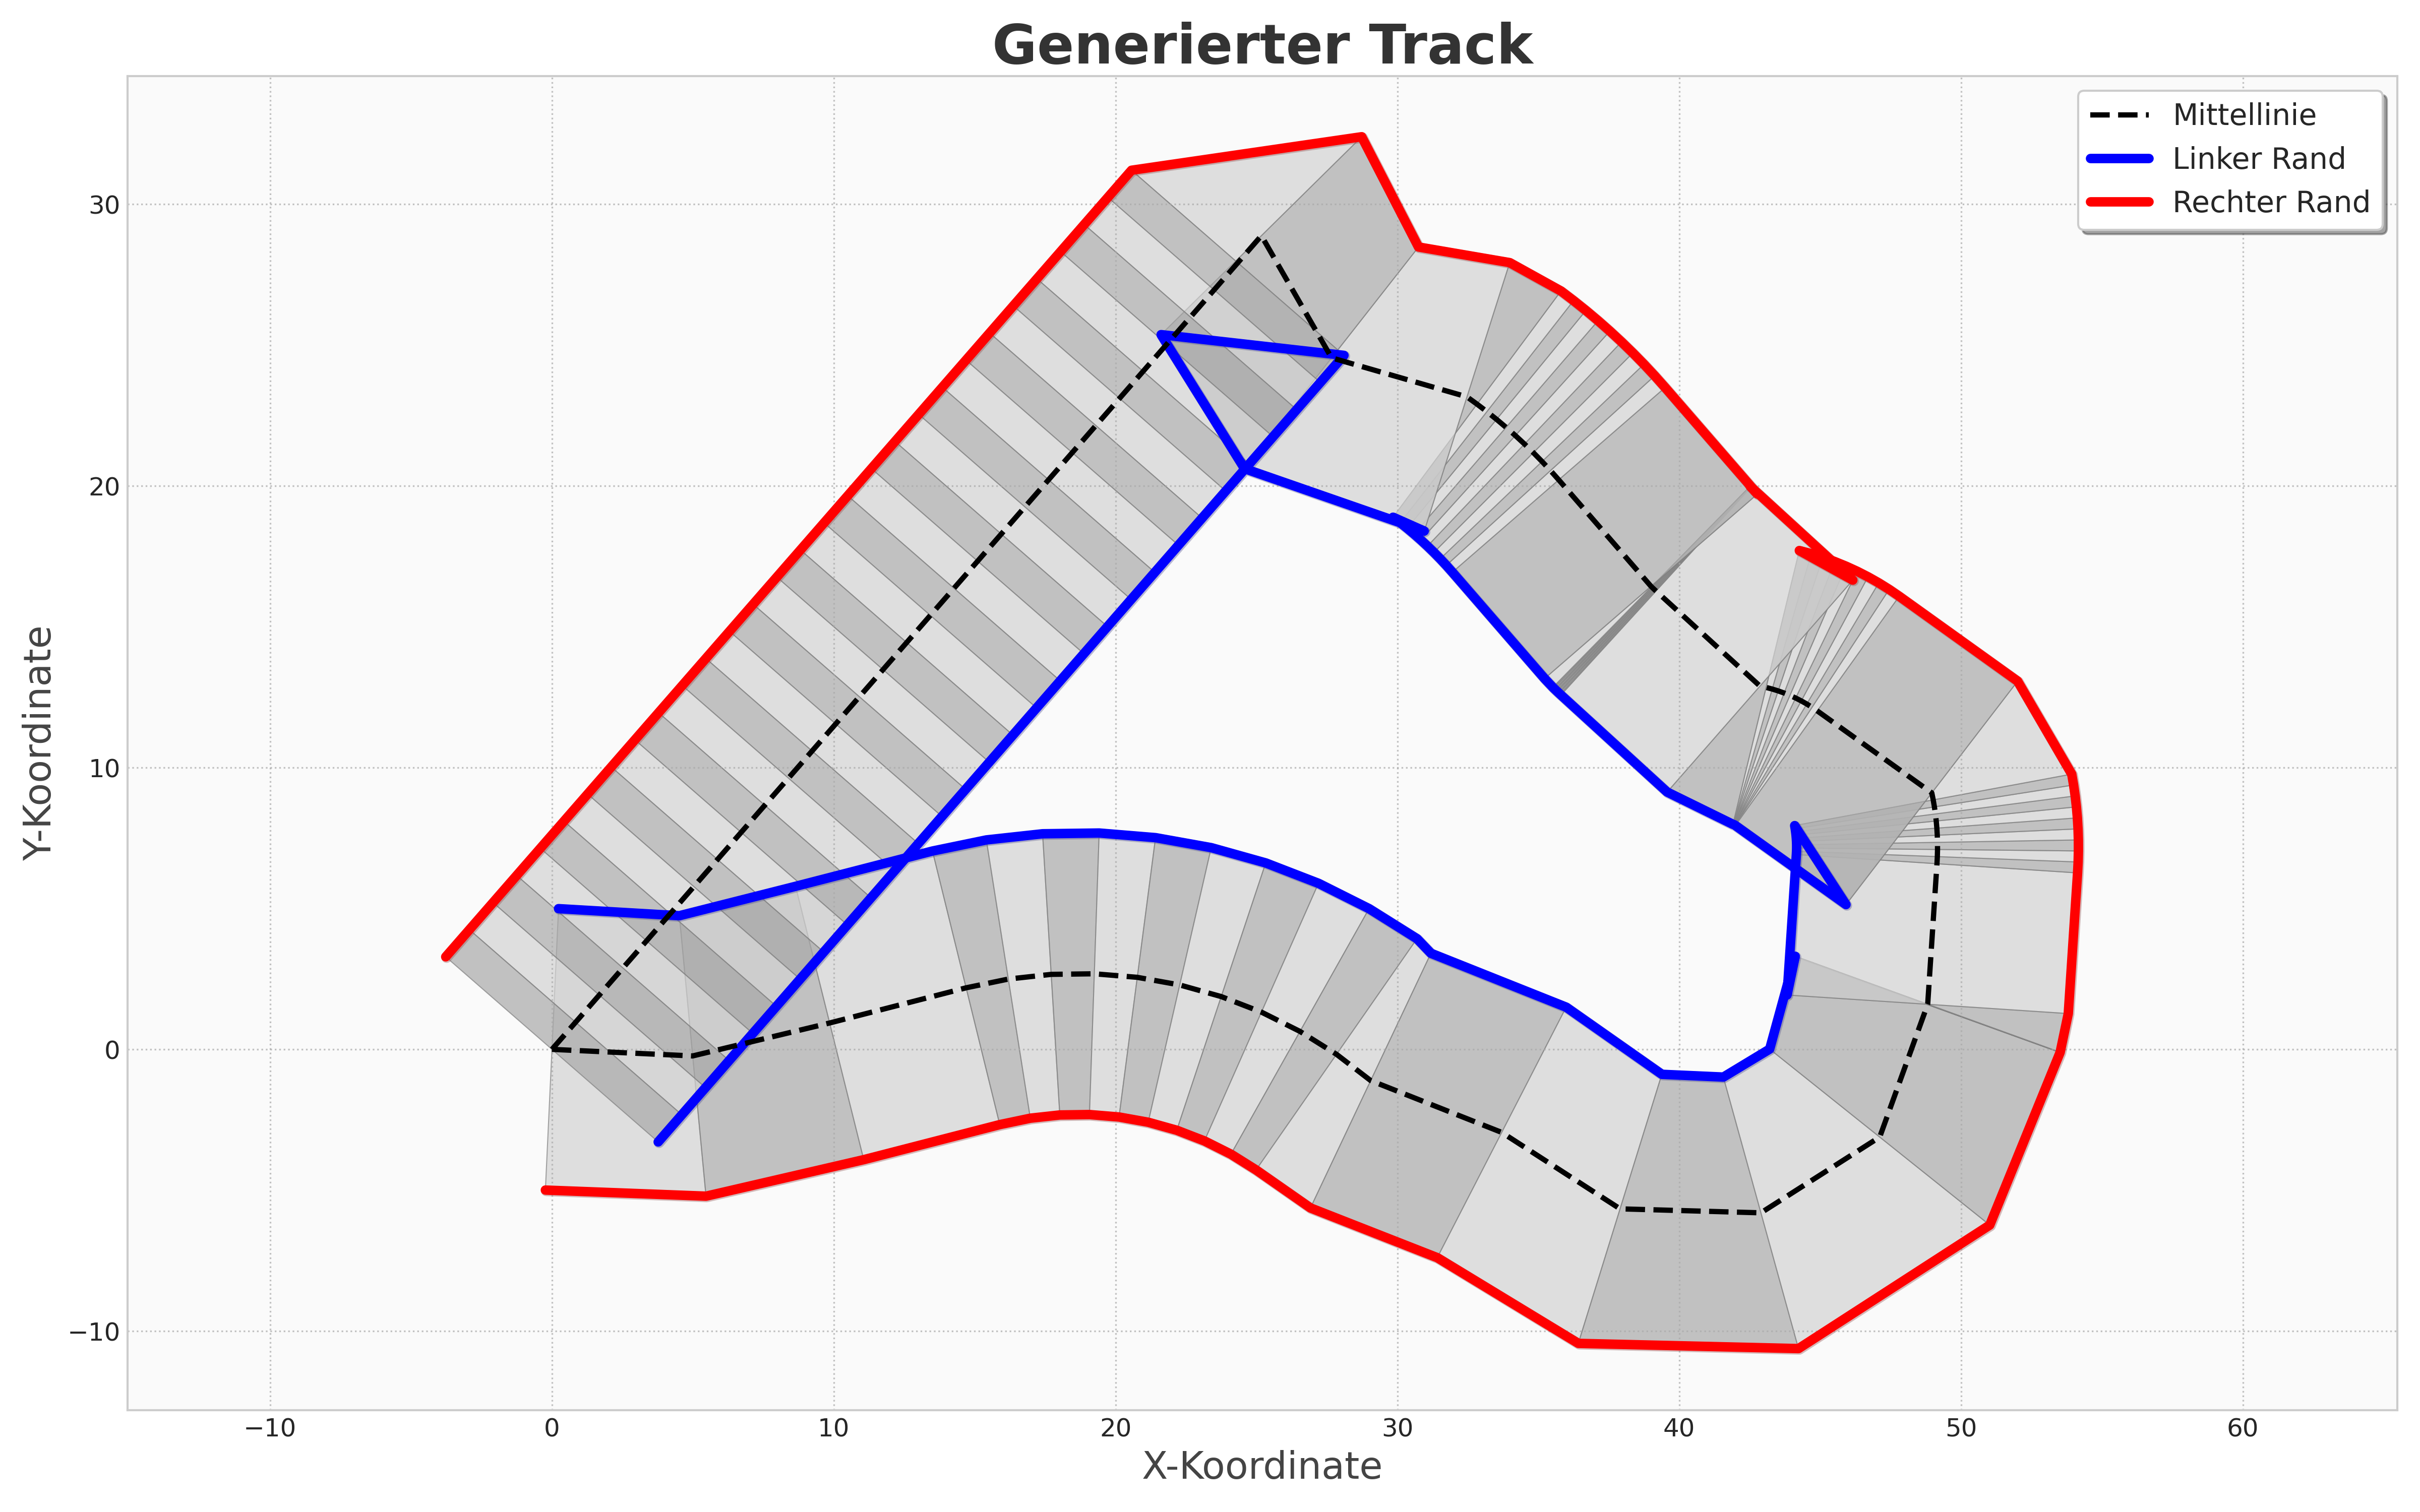 Generierter Track
Mittellinie
Linker Rand
Rechter Rand
Y-Koordinate
30
20
10
0
−10
−10
0
10
20
30
40
50
60
X-Koordinate